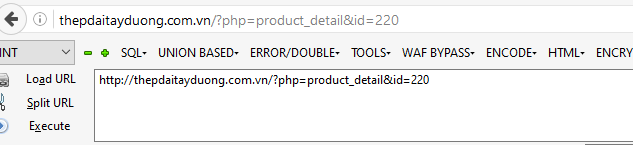 thepdaitayduong.com.vn/?php=product_detail&id=220
INT SQL UNION BASED ERROR/DOUBLE TOOLS WAF BYPASS ENCODE HTML ENCRY
Load URL http://thepdaitayduong.com.vn/?php=product_detail&id=220
Split URL
Execute